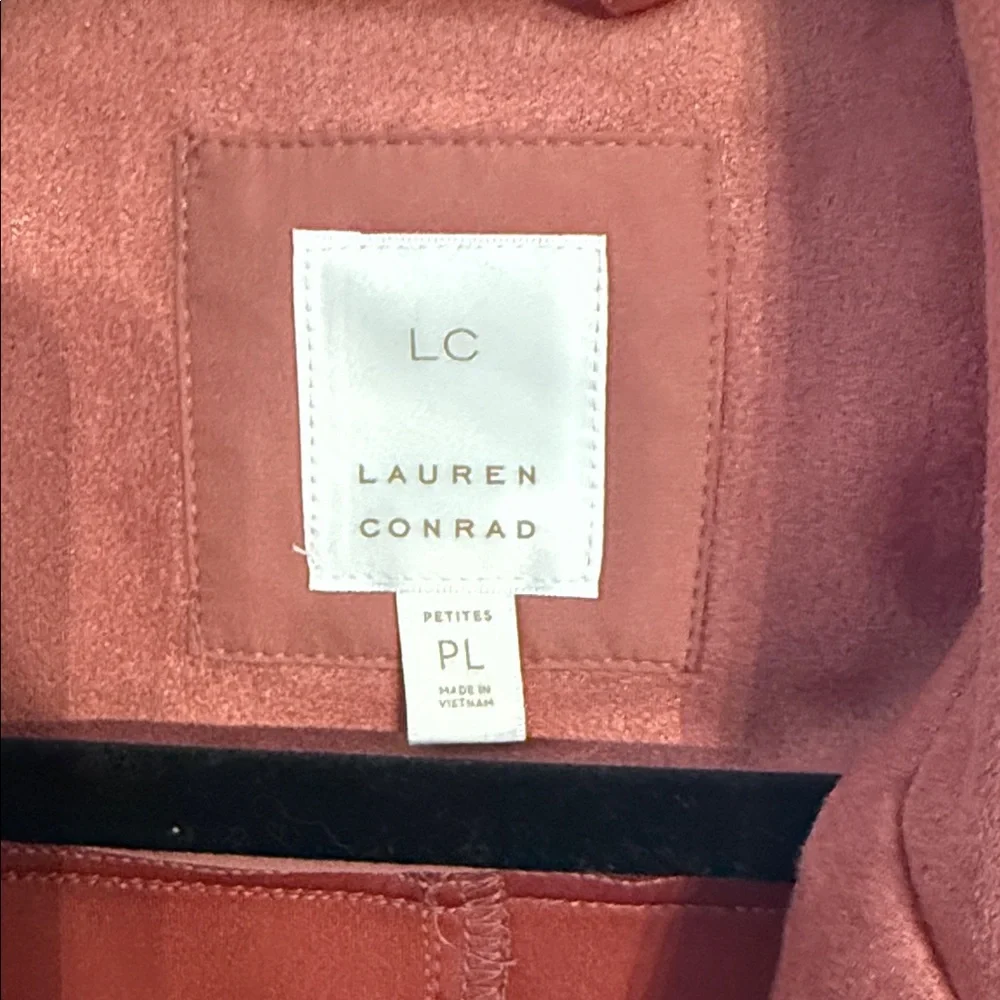 LC
LAUREN
CONRAD
PETITES
PL
MADE IN
VIETNAM